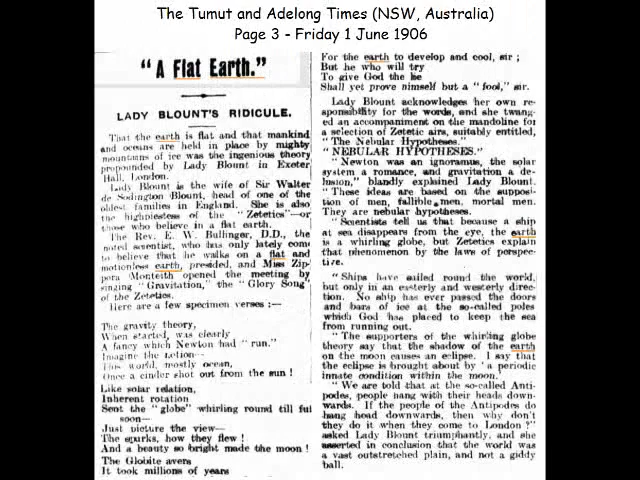 The Tumut and Adelong Times (NSW, Australia)
Page 3 - Friday 1 June 1906
"A Flat Earth."
LADY BLOUNT'S RIDICULE.
That the earth is flat and that mankind
and oceans are held in place by mighty
mountains of ice was the ingenious theory
propounded by Lady Blount in Exeter
Hall, London.
Lady Blount is the wife of Sir Walter
de Sodington Blount, head of one of the
oldest families in England. She is also
the highpriestess of the "Zetetics"—or
those who believe in a flat earth.
The Rev. E. W. Bullinger, D.D., the
noted scientist, who has only lately come
to believe that he walks on a flat and
motionless earth, presided, and Miss Zip-
pora Monteith opened the meeting by
singing "Gravitation," the "Glory Song"
of the Zetetics.
Here are a few specimen verses :—
The gravity theory,
When started, was clearly
A fancy which Newton had "run."
Imagine the notion—
This world, mostly ocean,
Once a cinder shot out from the sun !
Like solar relation,
Inherent rotation
Sent the "globe" whirling round till full
soon—
Just picture the view—
The sparks, how they flew !
And a beauty so bright made the moon !
The Globite avers
It took millions of years
For the earth to develop and cool, sir ;
But he who will try
To give God the lie
Shall yet prove himself but a "fool," sir.
Lady Blount acknowledges her own re-
sponsibility for the words, and she twang-
ed an accompaniment on the mandoline for
a selection of Zetetic airs, suitably entitled,
"The Nebular Hypotheses."
"NEBULAR HYPOTHESES."
"Newton was an ignoramus, the solar
system a romance, and gravitation a de-
lusion," blandly explained Lady Blount.
"These ideas are based on the supposi-
tion of men, fallible men, mortal men.
They are nebular hypotheses.
"Scientists tell us that because a ship
at sea disappears from the eye, the earth
is a whirling globe, but Zetetics explain
that phenomenon by the laws of perspec-
tive.
"Ships have sailed round the world,
but only in an easterly and westerly direc-
tion. No ship has ever passed the doors
and bars of ice at the so-called poles
which God has placed to keep the sea
from running out.
"The supporters of the whirling globe
theory say that the shadow of the earth
on the moon causes an eclipse. I say that
the eclipse is brought about by 'a periodic
innate condition within the moon.'
"We are told that at the so-called Anti-
podes, people hang with their heads down-
wards. If the people of the Antipodes do
hang head downwards, then why don't
they do it when they come to London ?"
asked Lady Blount triumphantly, and she
asserted in conclusion that the world was
a vast outstretched plain, and not a giddy
ball.